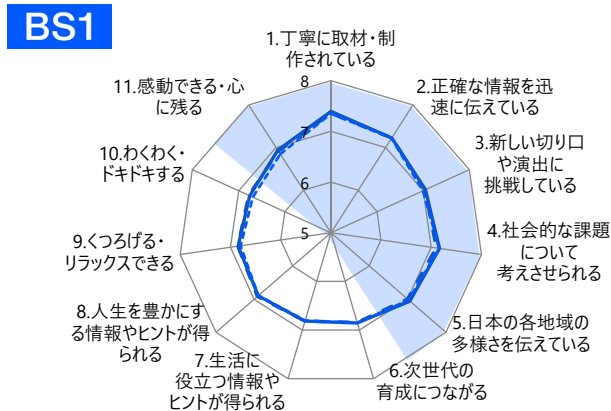 BS1
1.丁寧に取材・制
作されている
2.正確な情報を迅
速に伝えている
3.新しい切り口
や演出に
挑戦している
4.社会的な課題
について
考えさせられる
5.日本の各地域の
多様さを伝えている
6.次世代の
育成につながる
7.生活に
役立つ情報や
ヒントが得られる
8.人生を豊かにす
る情報やヒントが得
られる
9.くつろげる・
リラックスできる
10.わくわく・
ドキドキする
11.感動できる・心
に残る
8
7
6
5